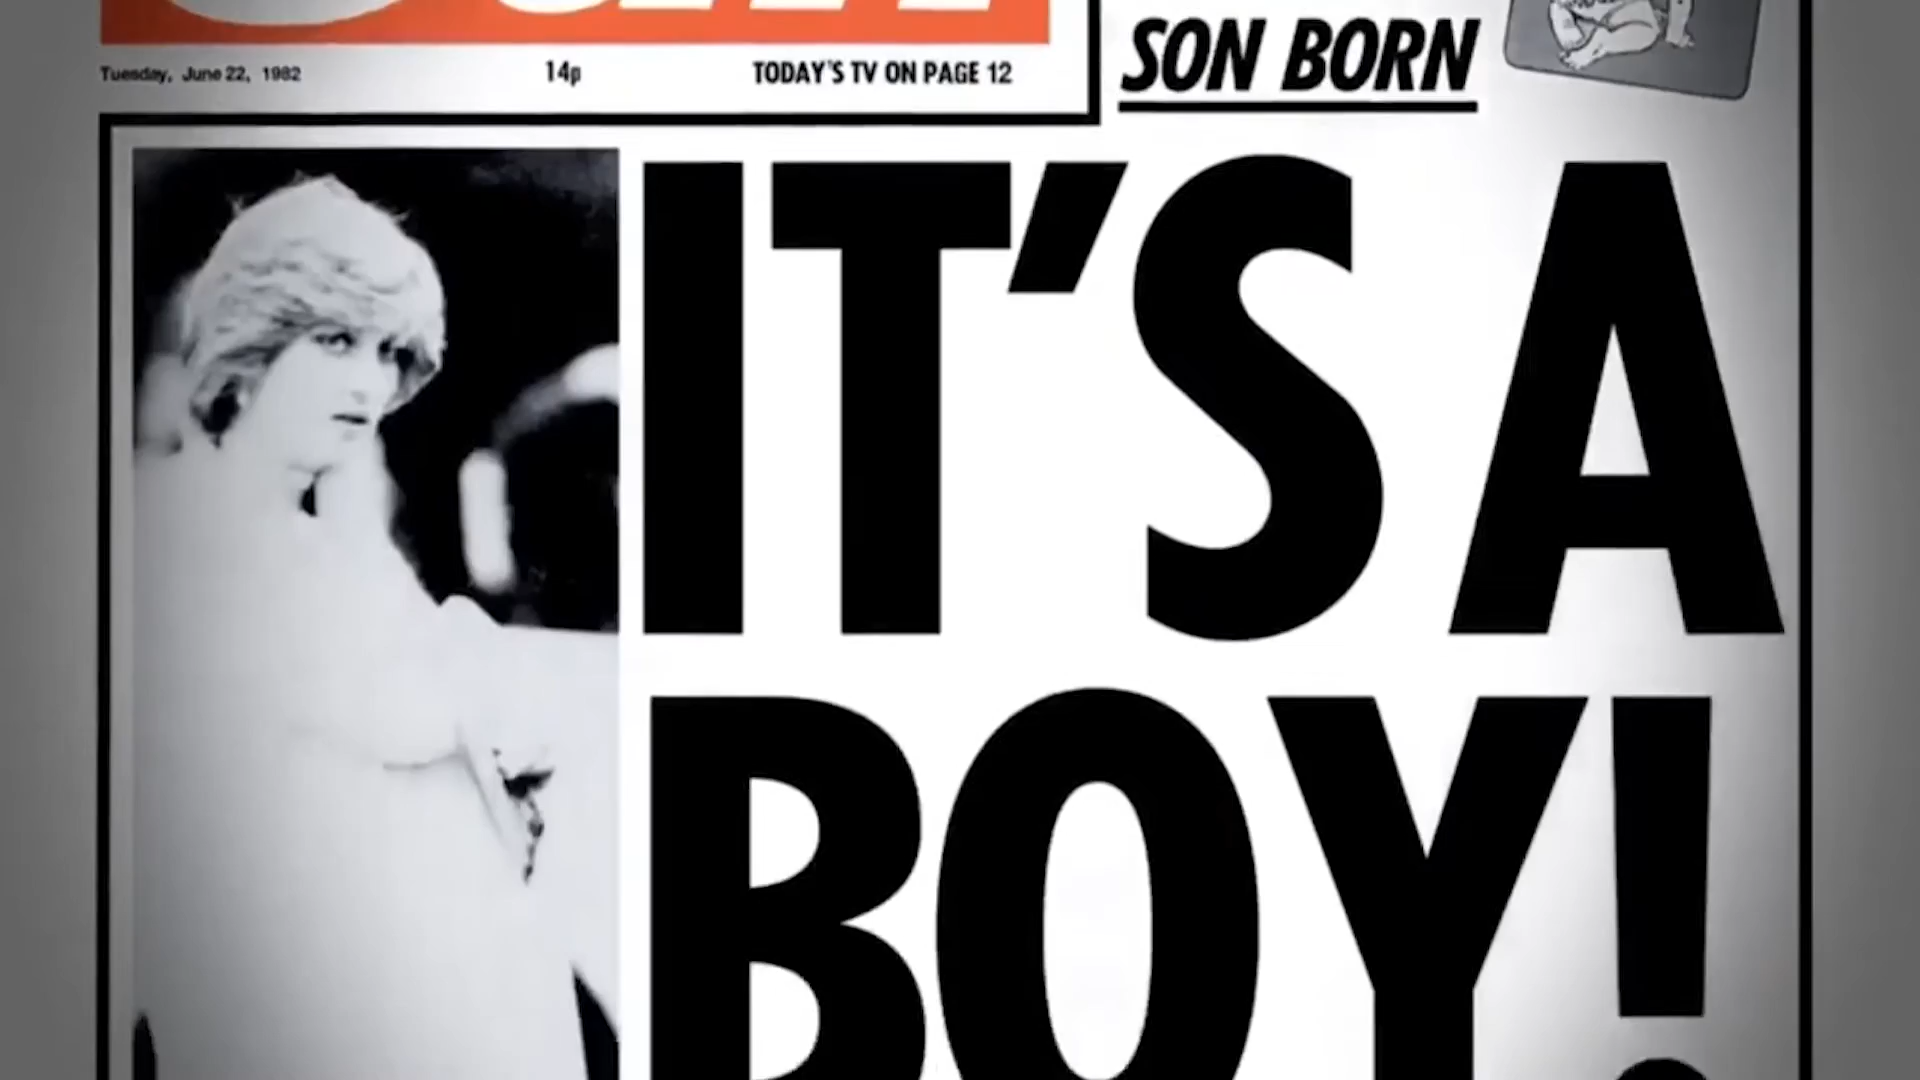 SON BORN
Tuesday, June 22, 1982
14p
TODAY'S TV ON PAGE 12
IT'S A
BOY!